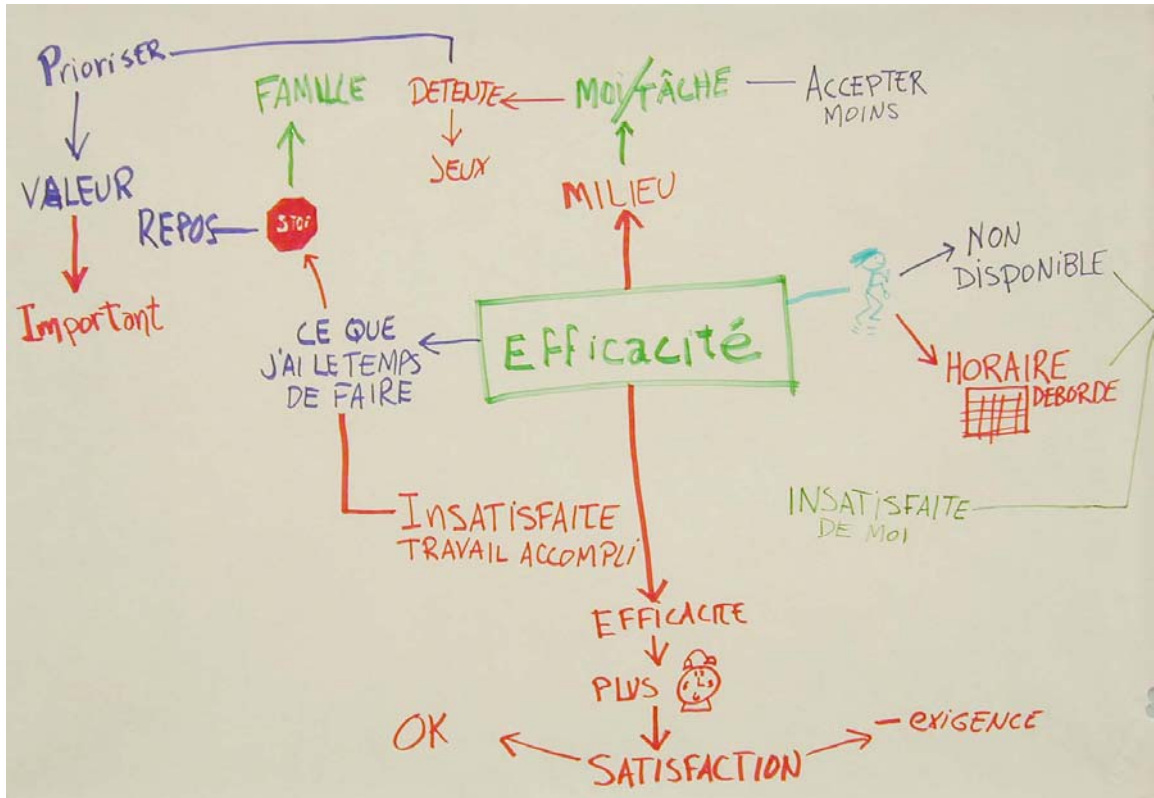 Prioriser
FAMILLE
DETENTE
MOI/TÂCHE
ACCEPTER
MOINS
JEUX
VALEUR
MILIEU
REPOS
STOP
NON
DISPONIBLE
Important
CE QUE
J'AI LE TEMPS
DE FAIRE
Efficacité
HORAIRE
DEBORDE
INSATISFAITE
TRAVAIL ACCOMPLI
INSATISFAITE
DE MOI
EFFICACITE
PLUS
OK
SATISFACTION
- exigence